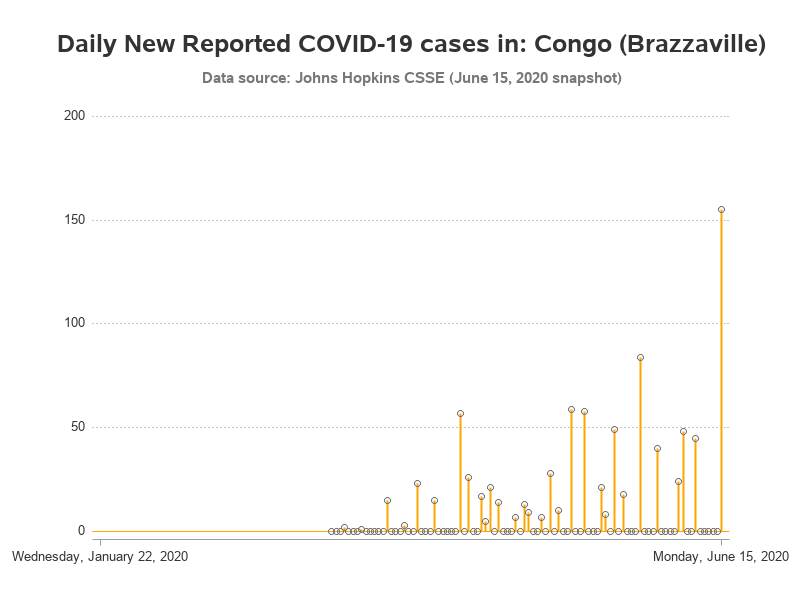 Daily New Reported COVID-19 cases in: Congo (Brazzaville)
Data source: Johns Hopkins CSSE (June 15, 2020 snapshot)
200
150
100
50
0
Wednesday, January 22, 2020
Monday, June 15, 2020